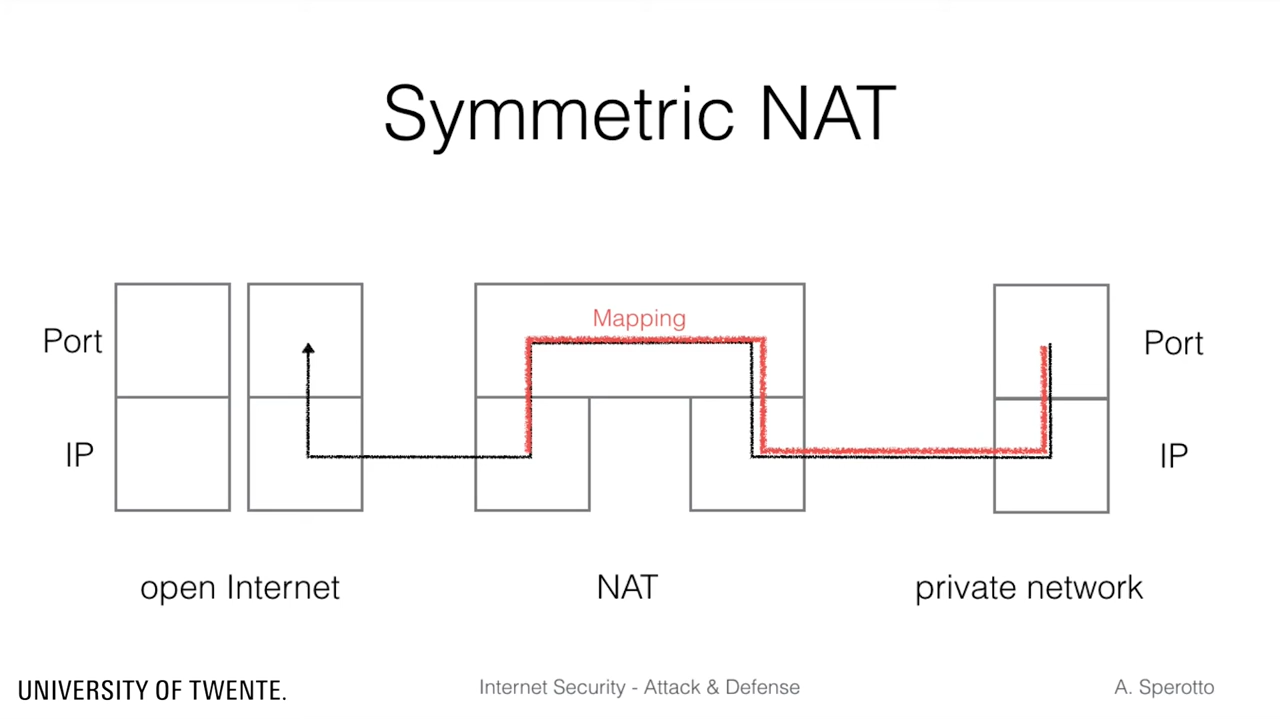 Symmetric NAT
Mapping
Port
Port
IP
IP
open Internet
NAT
private network
UNIVERSITY OF TWENTE.
Internet Security - Attack & Defense
A. Sperotto